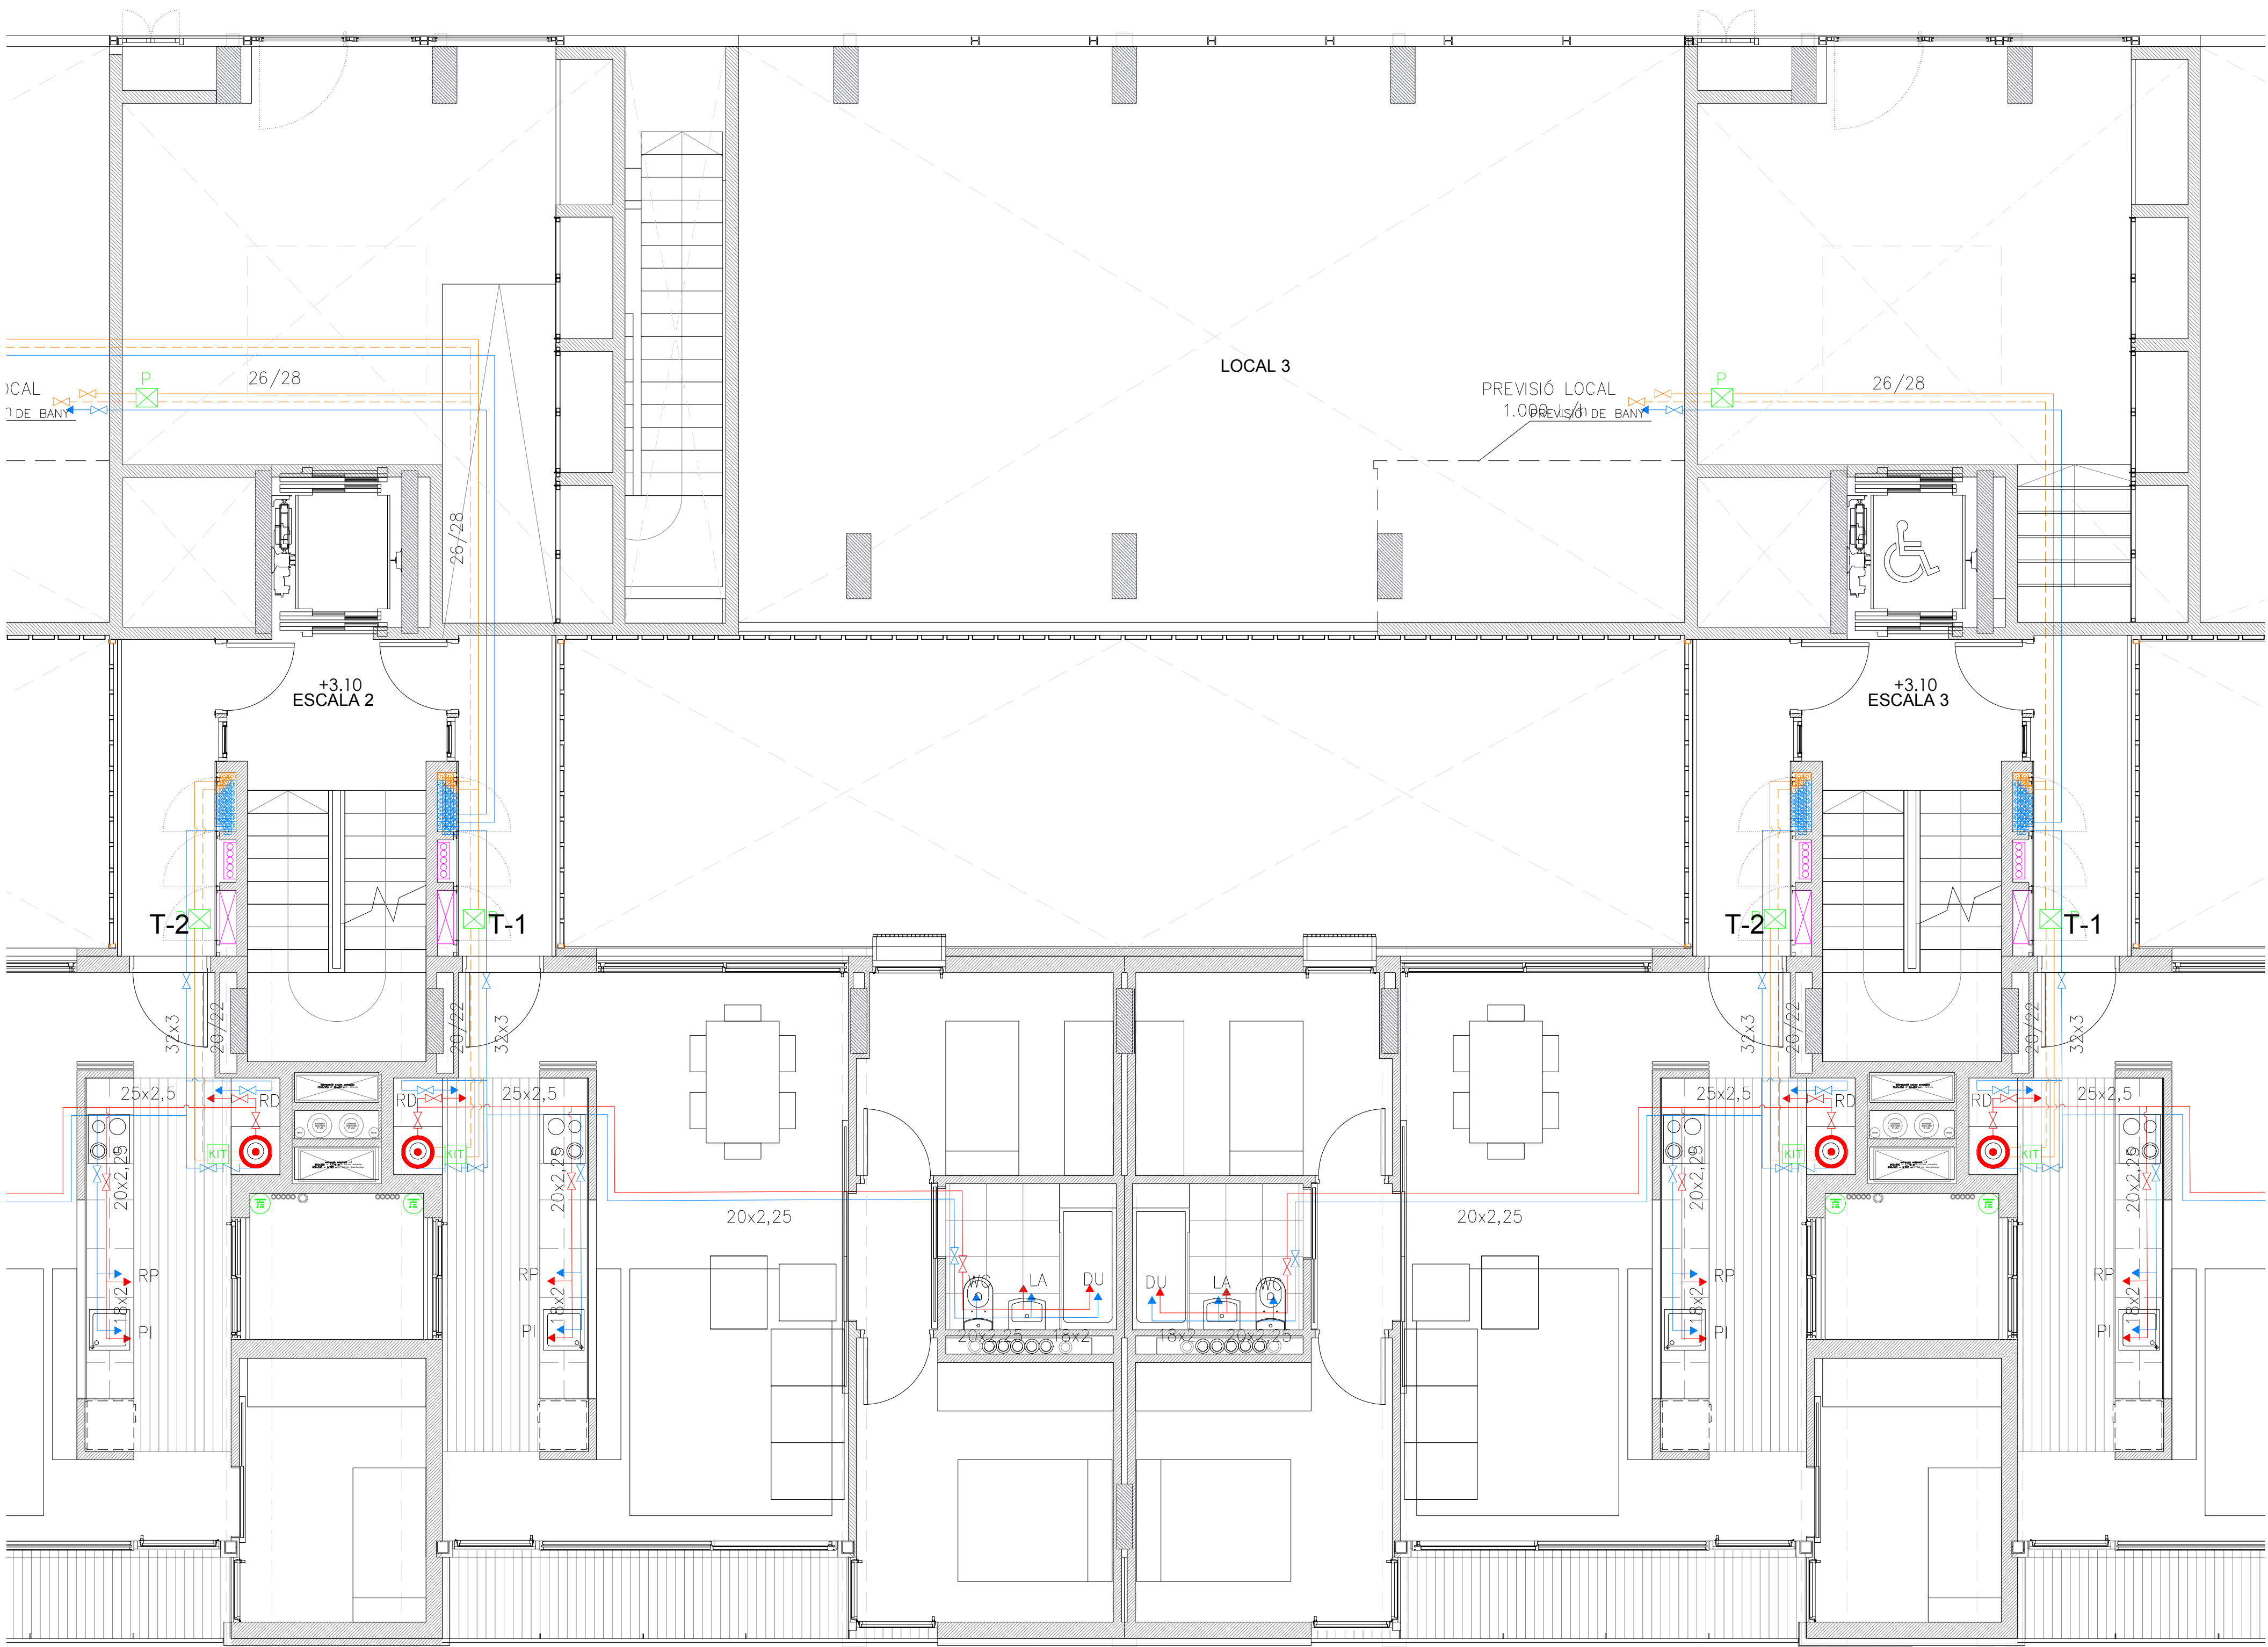 P
26/28
OCAL
DE BANY
LOCAL 3
PREVISIÓ LOCAL
1.000 L/h
PREVISIÓ DE BANY
P
26/28
26/28
+3.10
ESCALA 2
+3.10
ESCALA 3
T-2
T-1
T-2
T-1
32x3
20/22
20/22
32x3
32x3
20/22
20/22
32x3
25x2,5
RD
RD
25x2,5
25x2,5
RD
RD
25x2,5
KIT
KIT
KIT
KIT
20x2,25
20x2,25
20x2,25
20x2,25
20x2,25
20x2,25
RP
18x2
PI
RP
18x2
PI
WC
LA
DU
DU
LA
WC
RP
18x2
PI
RP
18x2
PI
20x2,25
18x2
18x2
20x2,25